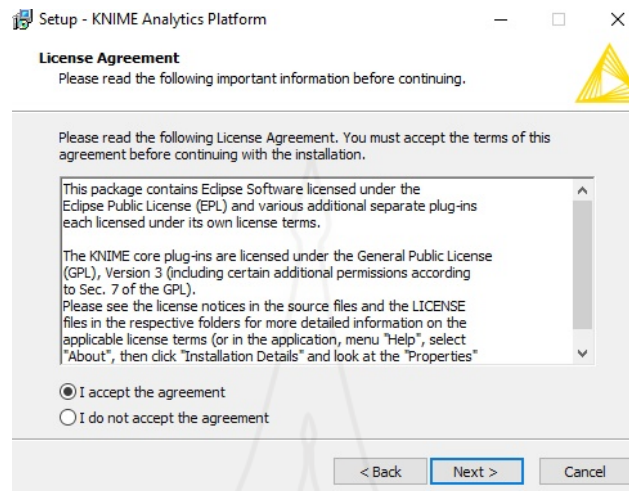 Setup - KNIME Analytics Platform
License Agreement
Please read the following important information before continuing.
Please read the following License Agreement. You must accept the terms of this
agreement before continuing with the installation.
This package contains Eclipse Software licensed under the
Eclipse Public License (EPL) and various additional separate plug-ins
each licensed under its own license terms.
The KNIME core plug-ins are licensed under the General Public License
(GPL), Version 3 (including certain additional permissions according
to Sec. 7 of the GPL).
Please see the license notices in the source files and the LICENSE
files in the respective folders for more detailed information on the
applicable license terms (or in the application, menu "Help", select
"About", then click "Installation Details" and look at the "Properties"
I accept the agreement
I do not accept the agreement
< Back Next > Cancel